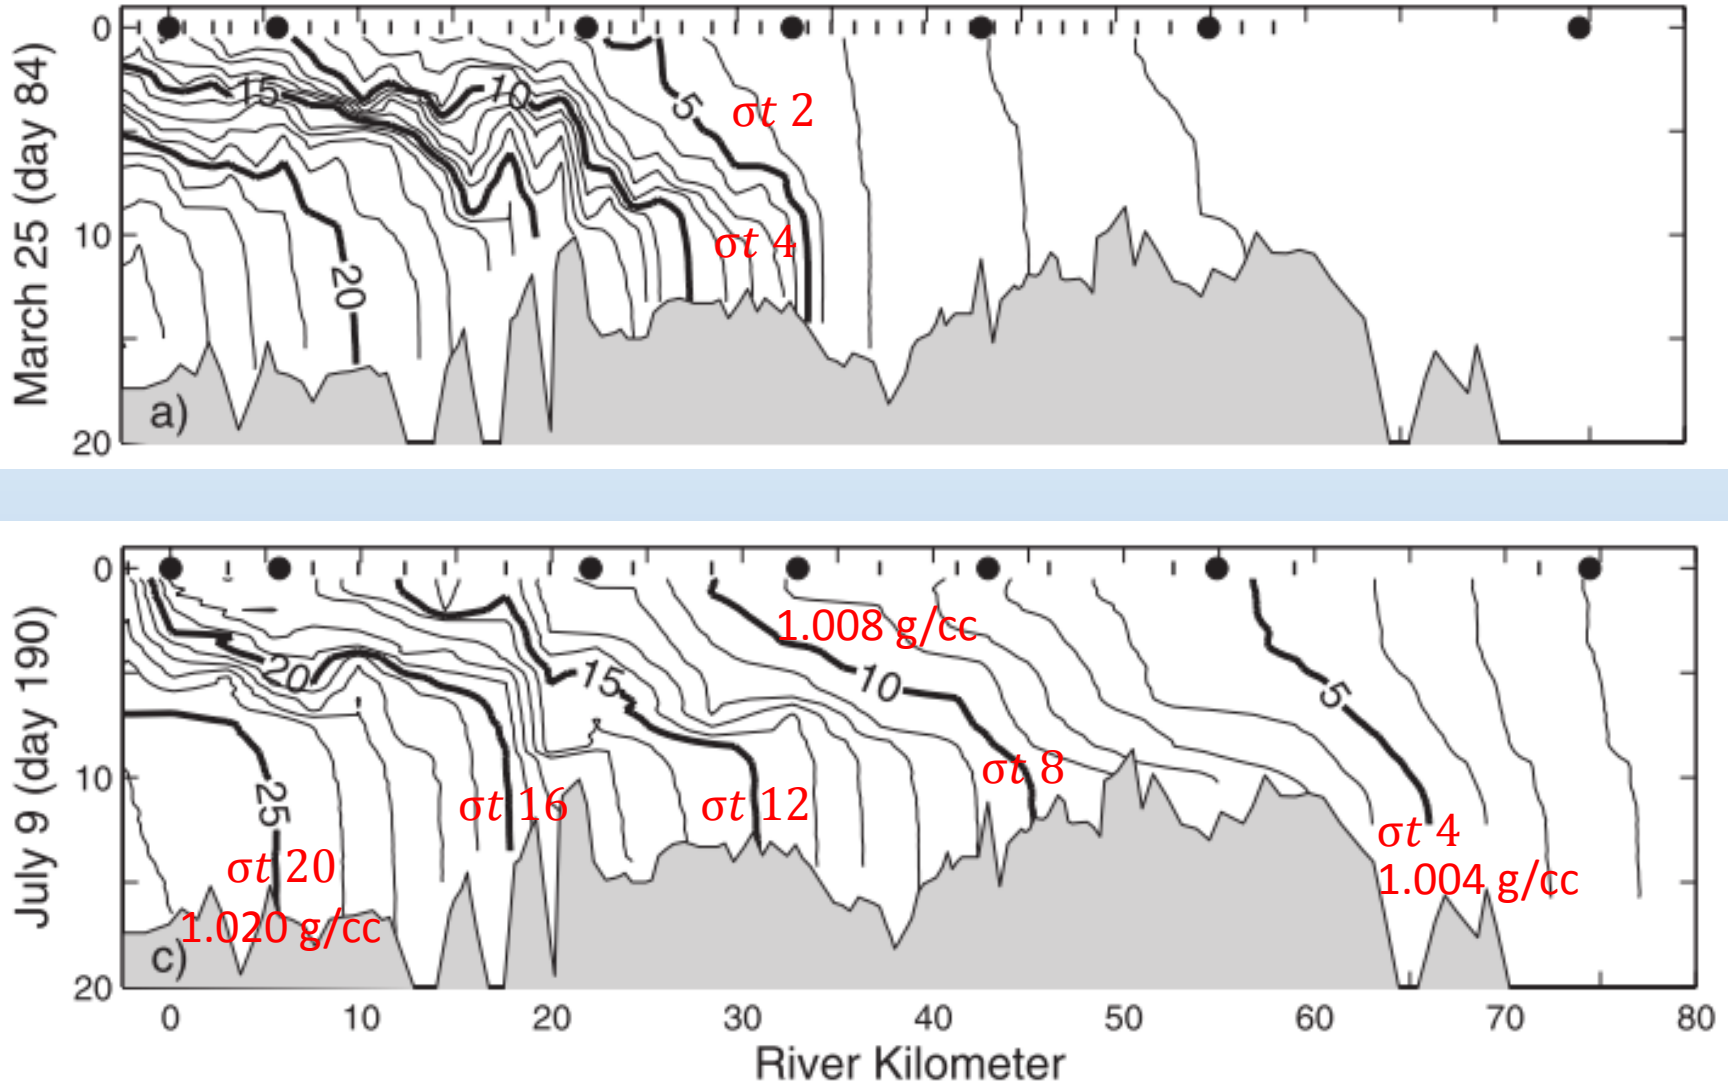 March 25 (day 84)
0
10
20
15
10
5
20
σt 2
σt 4
a)
July 9 (day 190)
0
10
20
20
15
10
5
25
1.008 g/cc
σt 8
σt 16
σt 12
σt 4
1.004 g/cc
σt 20
1.020 g/cc
c)
0 10 20 30 40 50 60 70 80
River Kilometer